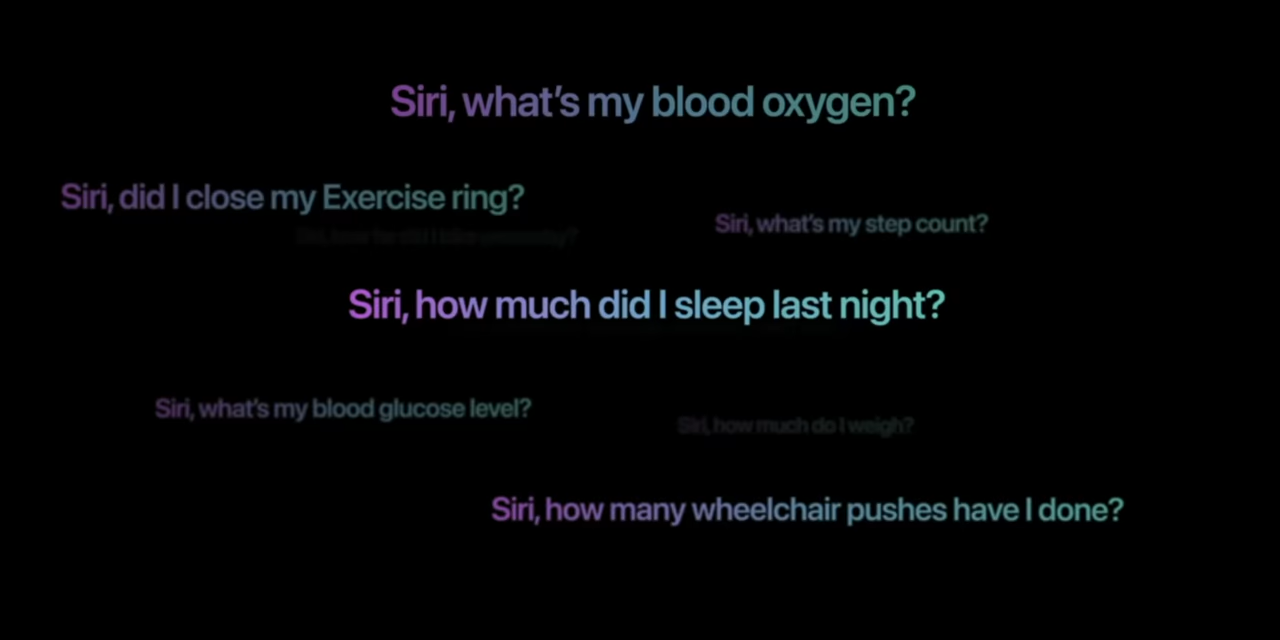 Siri, what's my blood oxygen?
Siri, did I close my Exercise ring?
Siri, what's my step count?
Siri, how much did I sleep last night?
Siri, what's my blood glucose level?
Siri, how much do I weigh?
Siri, how many wheelchair pushes have I done?